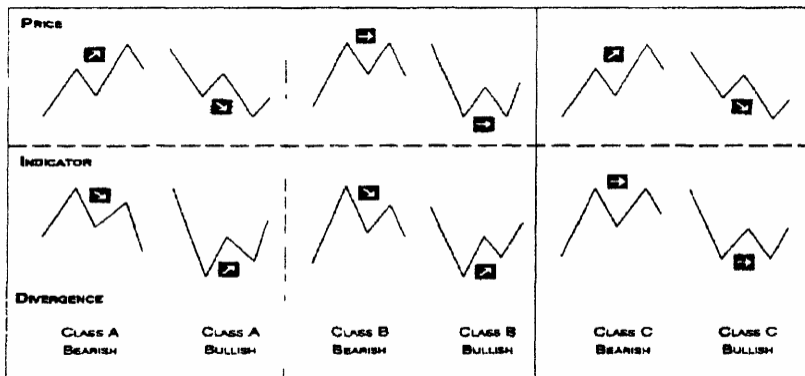 PRICE
INDICATOR
DIVERGENCE
CLASS A CLASS A CLASS B CLASS B CLASS C CLASS C
BEARISH BULLISH BEARISH BULLISH BEARISH BULLISH